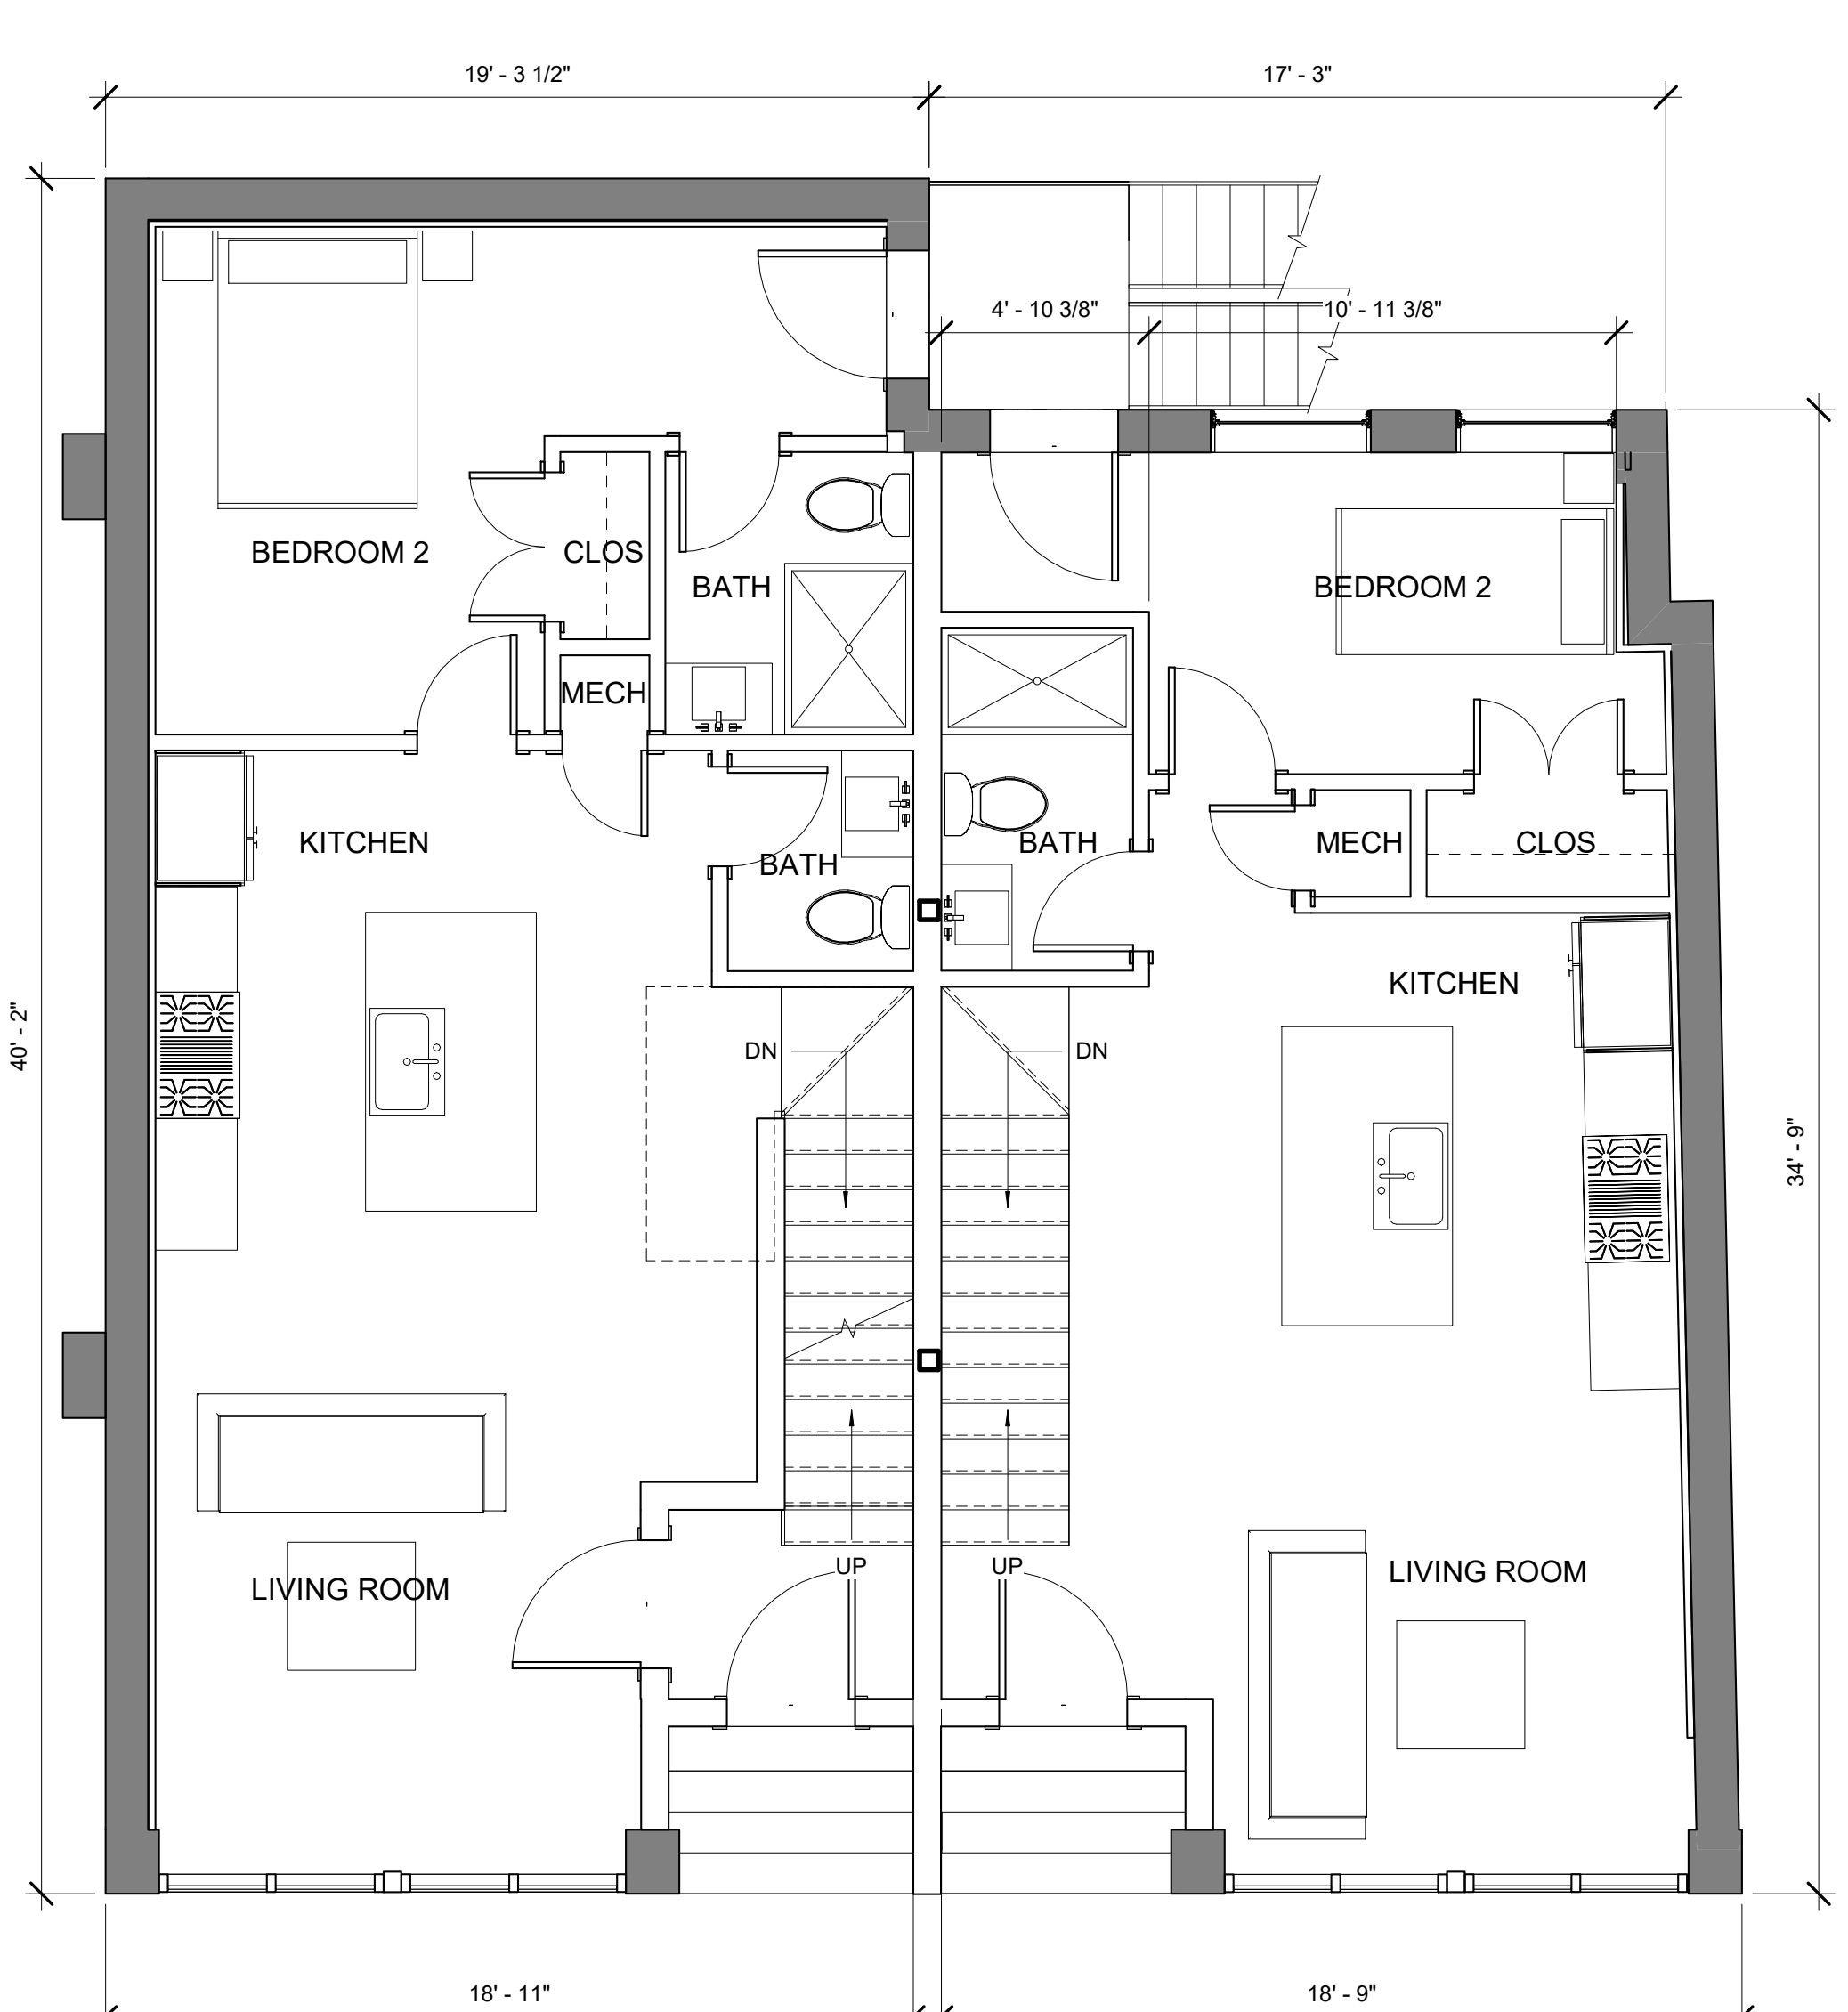 19' - 3 1/2"
17' - 3"
4' - 10 3/8"
10' - 11 3/8"
BEDROOM 2
CLOS
BATH
BEDROOM 2
MECH
KITCHEN
BATH
BATH
MECH
CLOS
KITCHEN
40' - 2"
DN
DN
34' - 9"
UP
UP
LIVING ROOM
LIVING ROOM
18' - 11"
18' - 9"